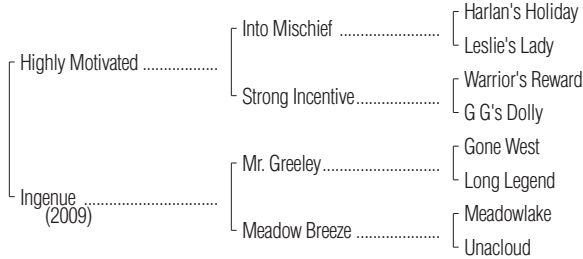 Harlan's Holiday
Into Mischief ..................
Leslie's Lady
Highly Motivated ..................
Warrior's Reward
Strong Incentive....................
G G's Dolly
Gone West
Mr. Greeley............................
Long Legend
Ingenue ................................
(2009)
Meadowlake
Meadow Breeze ....................
Unacloud